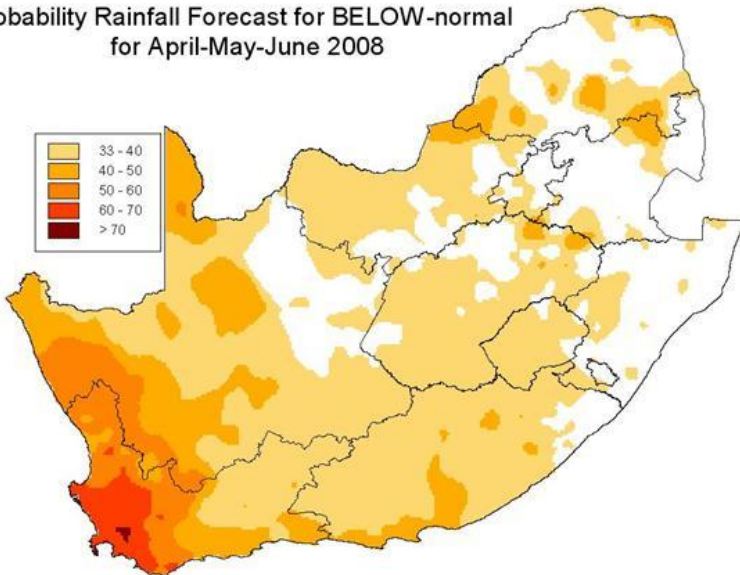 obability Rainfall Forecast for BELOW-normal
for April-May-June 2008
33 - 40
40 - 50
50 - 60
60 - 70
> 70